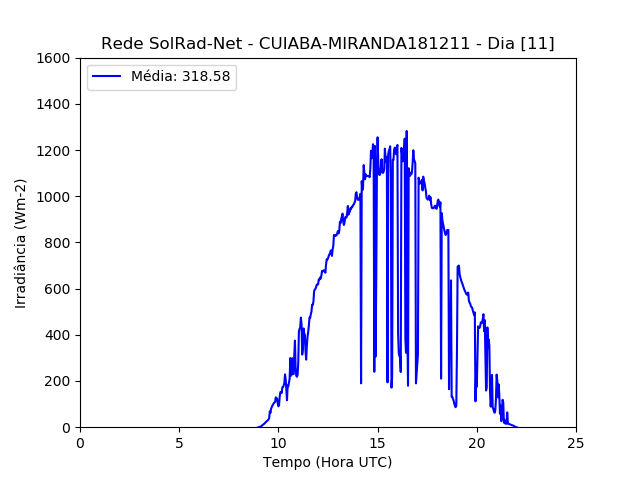 Rede SolRad-Net - CUIABA-MIRANDA181211 - Dia [11]
Média: 318.58
1600
1400
1200
1000
800
600
400
200
0
Irradiância (Wm-2)
0 5 10 15 20 25
Tempo (Hora UTC)